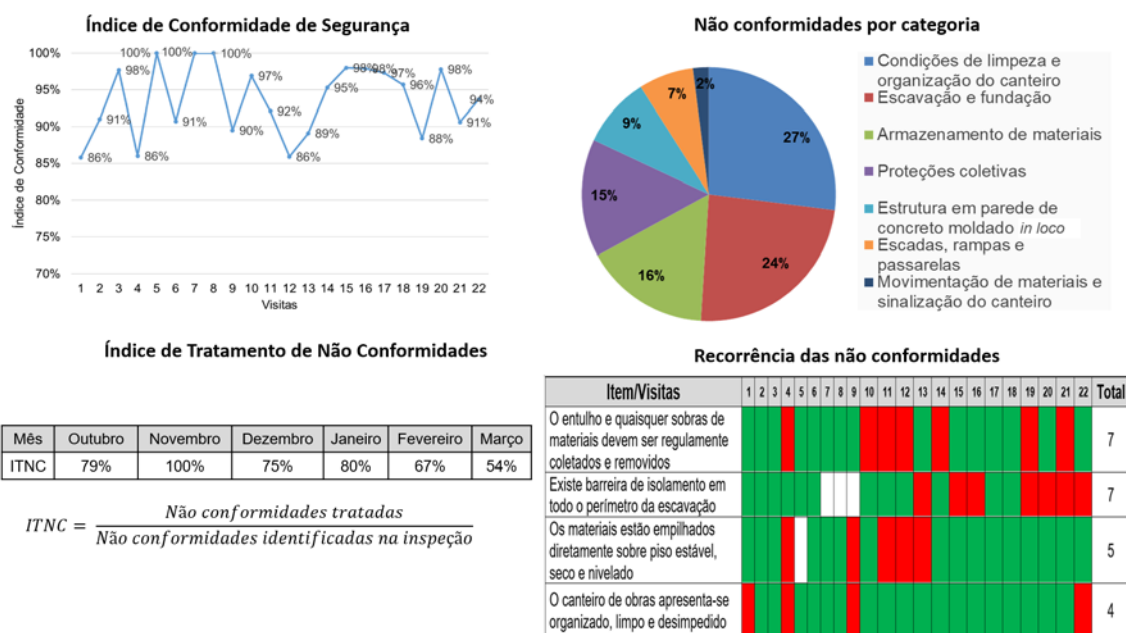 Índice de Conformidade de Segurança
100%
95%
90%
85%
80%
75%
70%
Índice de Conformidade
86%
91%
98%
86%
100%
91%
100%
100%
90%
97%
92%
86%
89%
95%
98%
98%
97%
96%
88%
98%
91%
94%
1 2 3 4 5 6 7 8 9 10 11 12 13 14 15 16 17 18 19 20 21 22
Visitas
Não conformidades por categoria
27%
24%
16%
15%
9%
7%
2%
Condições de limpeza e
organização do canteiro
Escavação e fundação
Armazenamento de materiais
Proteções coletivas
Estrutura em parede de
concreto moldado in loco
Escadas, rampas e
passarelas
Movimentação de materiais e
sinalização do canteiro
Índice de Tratamento de Não Conformidades
Mês Outubro Novembro Dezembro Janeiro Fevereiro Março
ITNC 79% 100% 75% 80% 67% 54%
ITNC = Não conformidades tratadas
Não conformidades identificadas na inspeção
Recorrência das não conformidades
Item/Visitas 1 2 3 4 5 6 7 8 9 10 11 12 13 14 15 16 17 18 19 20 21 22 Total
O entulho e quaisquer sobras de
materiais devem ser regulamente
coletados e removidos
7
Existe barreira de isolamento em
todo o perímetro da escavação
7
Os materiais estão empilhados
diretamente sobre piso estável,
seco e nivelado
5
O canteiro de obras apresenta-se
organizado, limpo e desimpedido
4